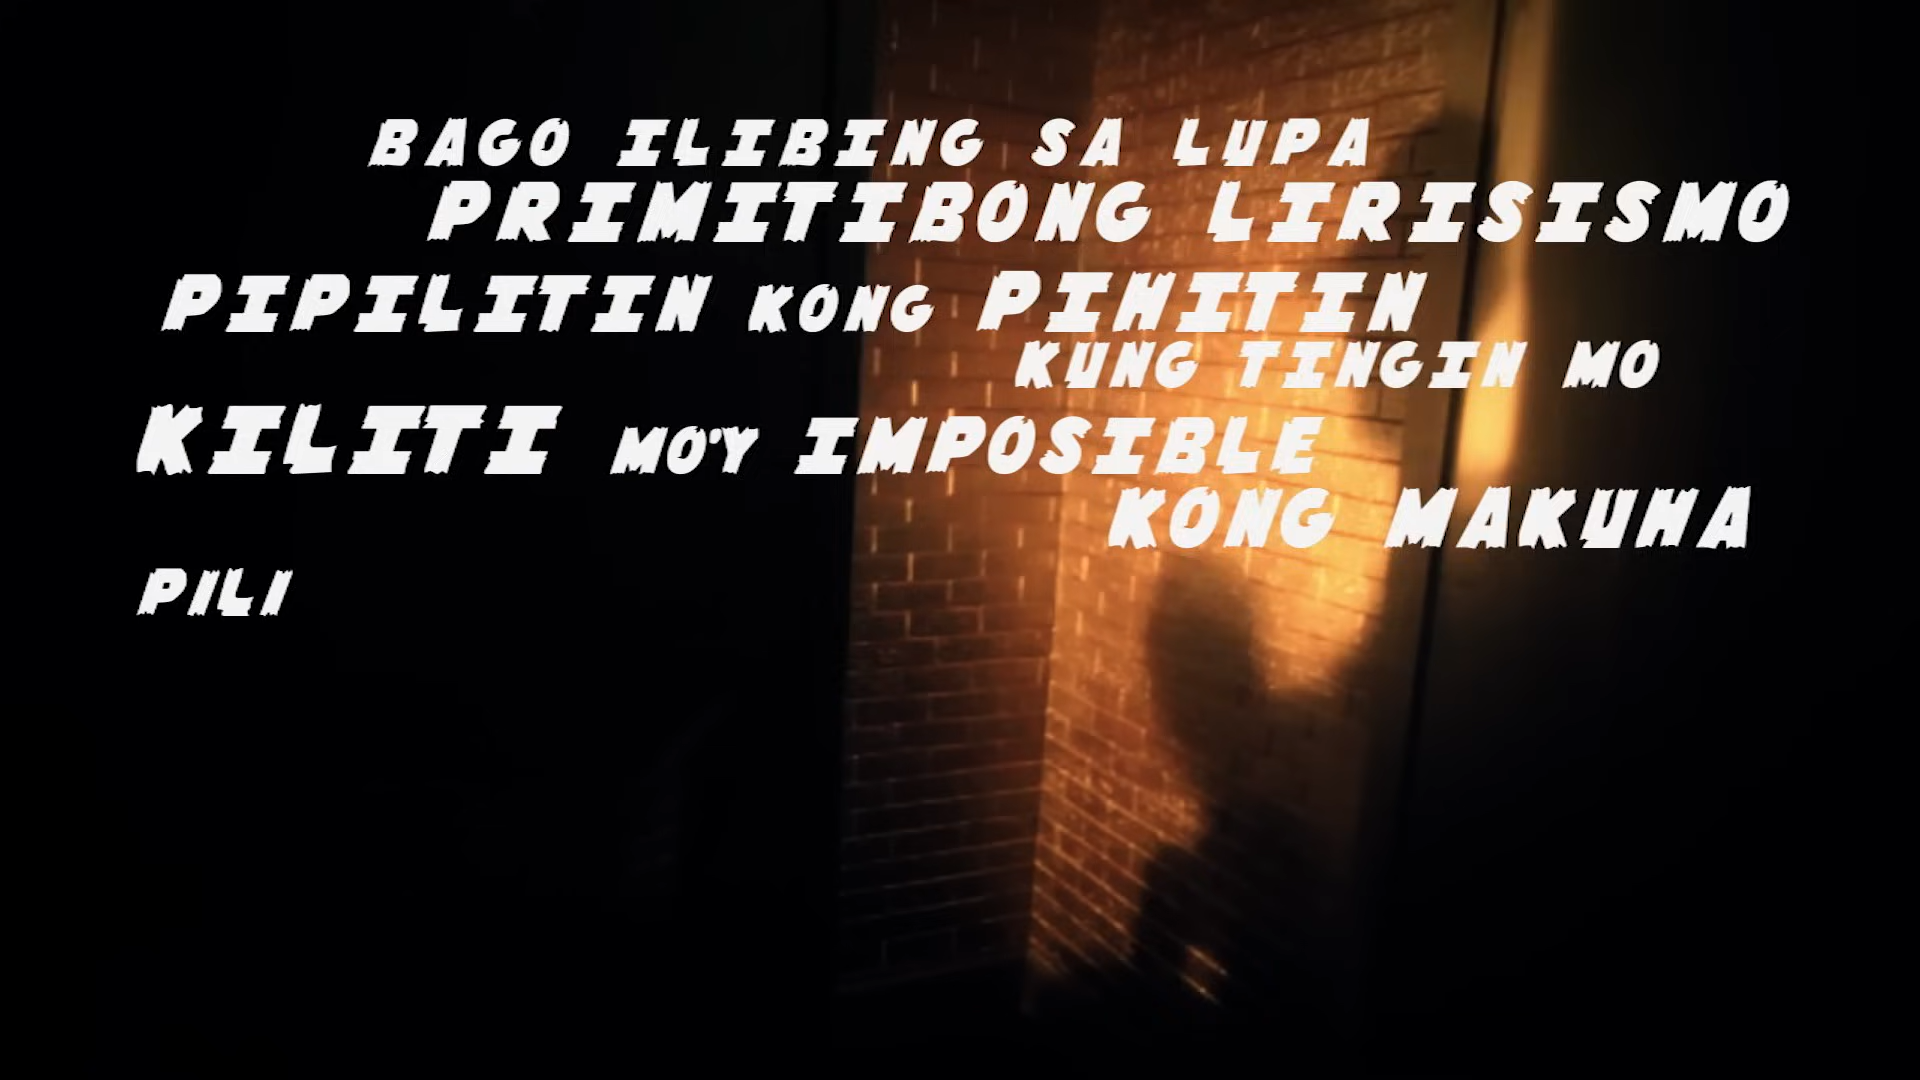 BAGO ILIBING SA LUPA
PRIMITIBONG LIRISISMO
PIPILITIN KONG PIHITIN
KUNG TINGIN MO
KILITI MO'Y IMPOSIBLE
KONG MAKUHA
PILI